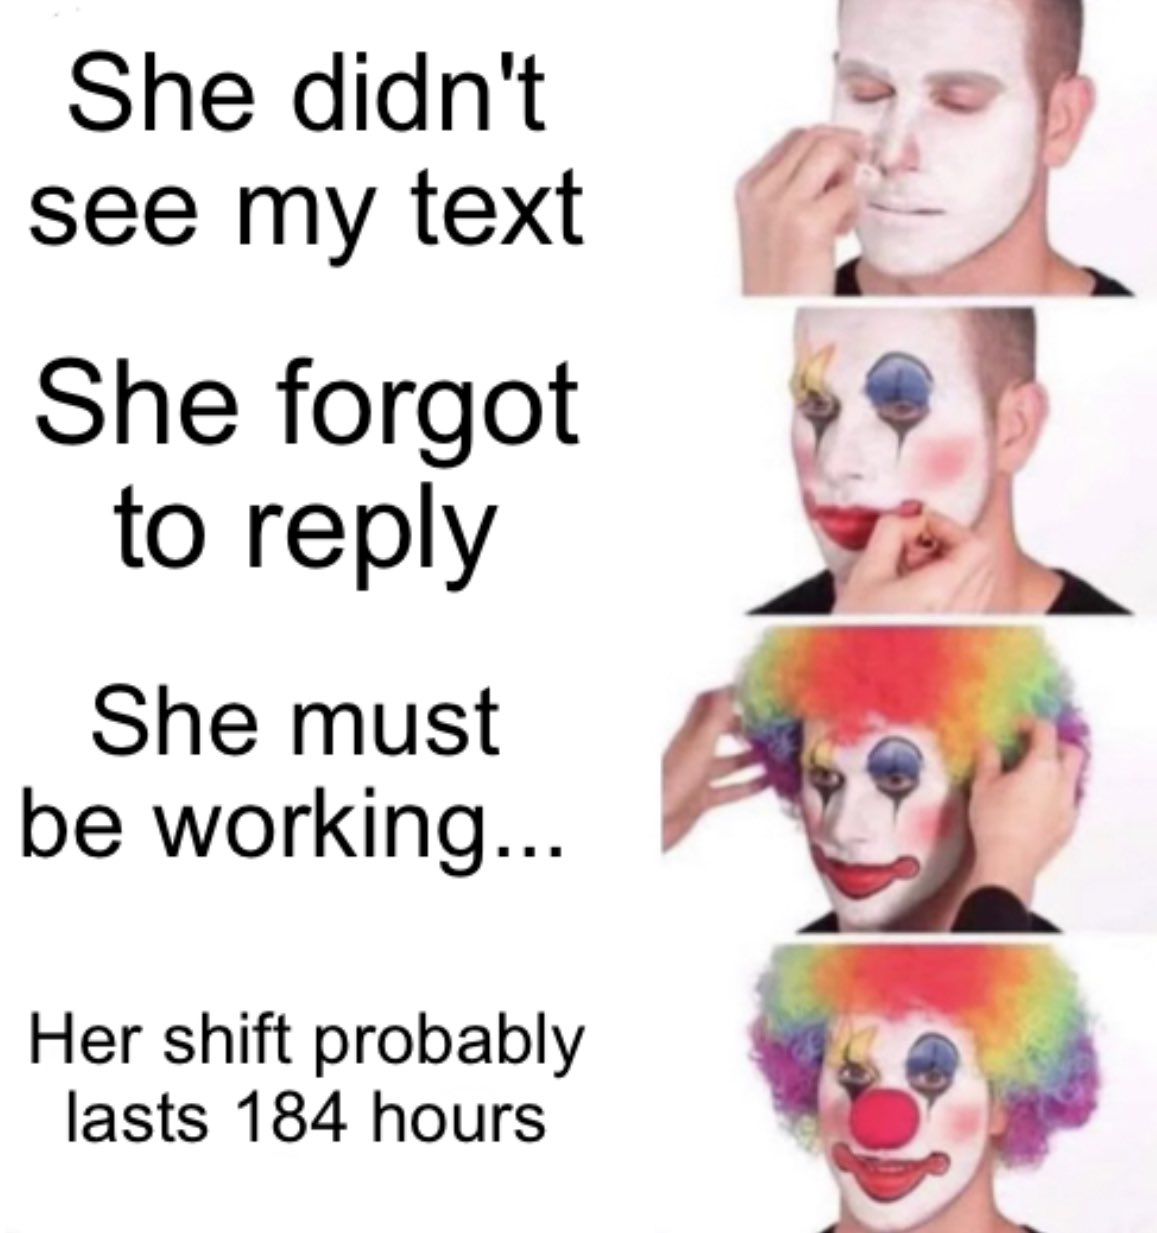 She didn't
see my text
She forgot
to reply
She must
be working...
Her shift probably
lasts 184 hours